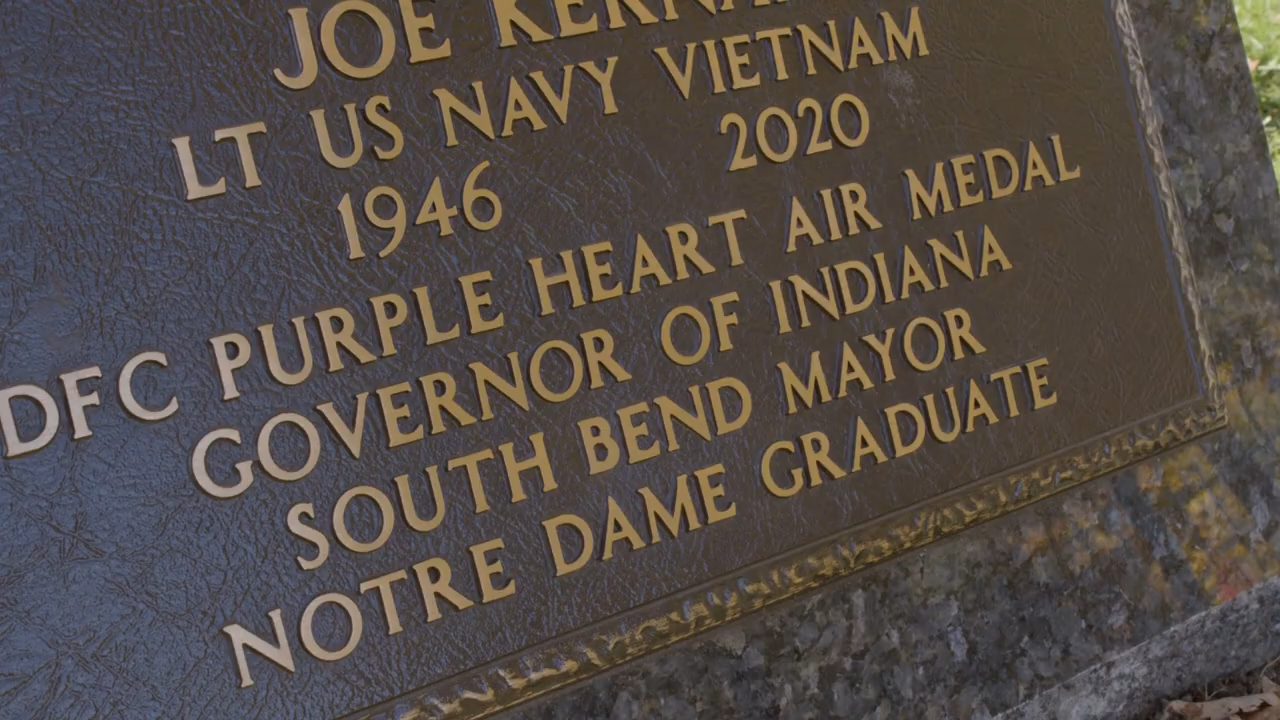 JOE KERNAN
LT US NAVY VIETNAM
1946 2020
DFC PURPLE HEART AIR MEDAL
GOVERNOR OF INDIANA
SOUTH BEND MAYOR
NOTRE DAME GRADUATE